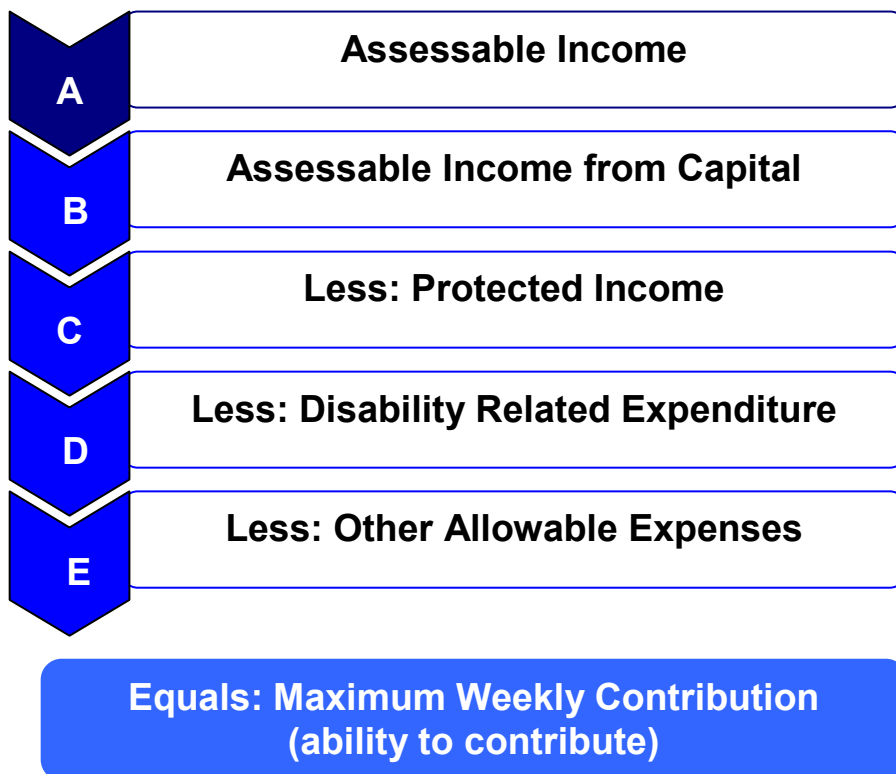 A
Assessable Income
B
Assessable Income from Capital
C
Less: Protected Income
D
Less: Disability Related Expenditure
E
Less: Other Allowable Expenses
Equals: Maximum Weekly Contribution
(ability to contribute)